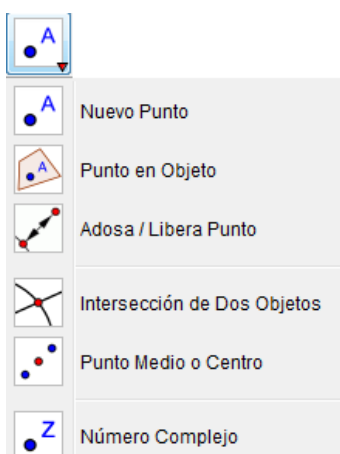 A
A Nuevo Punto
A Punto en Objeto
Adosa / Libera Punto
Intersección de Dos Objetos
Punto Medio o Centro
Z Número Complejo